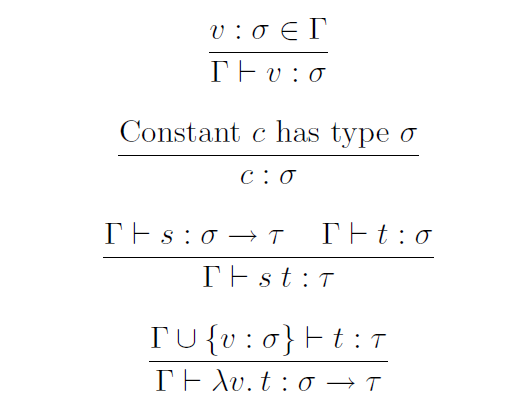 v : σ ∈ Γ
Γ ⊢ v : σ
Constant c has type σ
c : σ
Γ ⊢ s : σ → τ Γ ⊢ t : σ
Γ ⊢ s t : τ
Γ ∪ {v : σ} ⊢ t : τ
Γ ⊢ λv. t : σ → τ